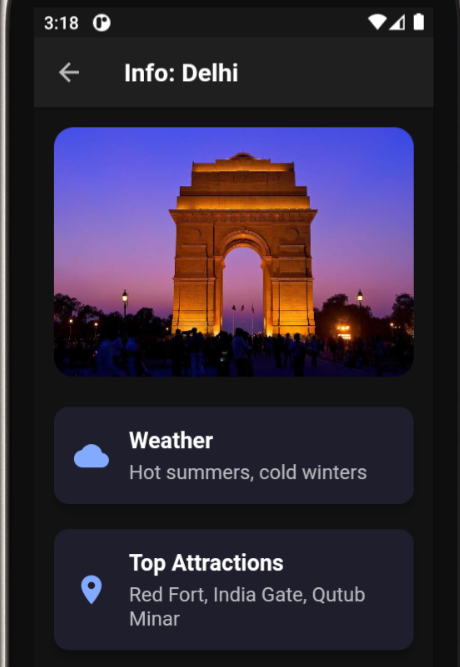 3:18
Info: Delhi
Weather
Hot summers, cold winters
Top Attractions
Red Fort, India Gate, Qutub
Minar